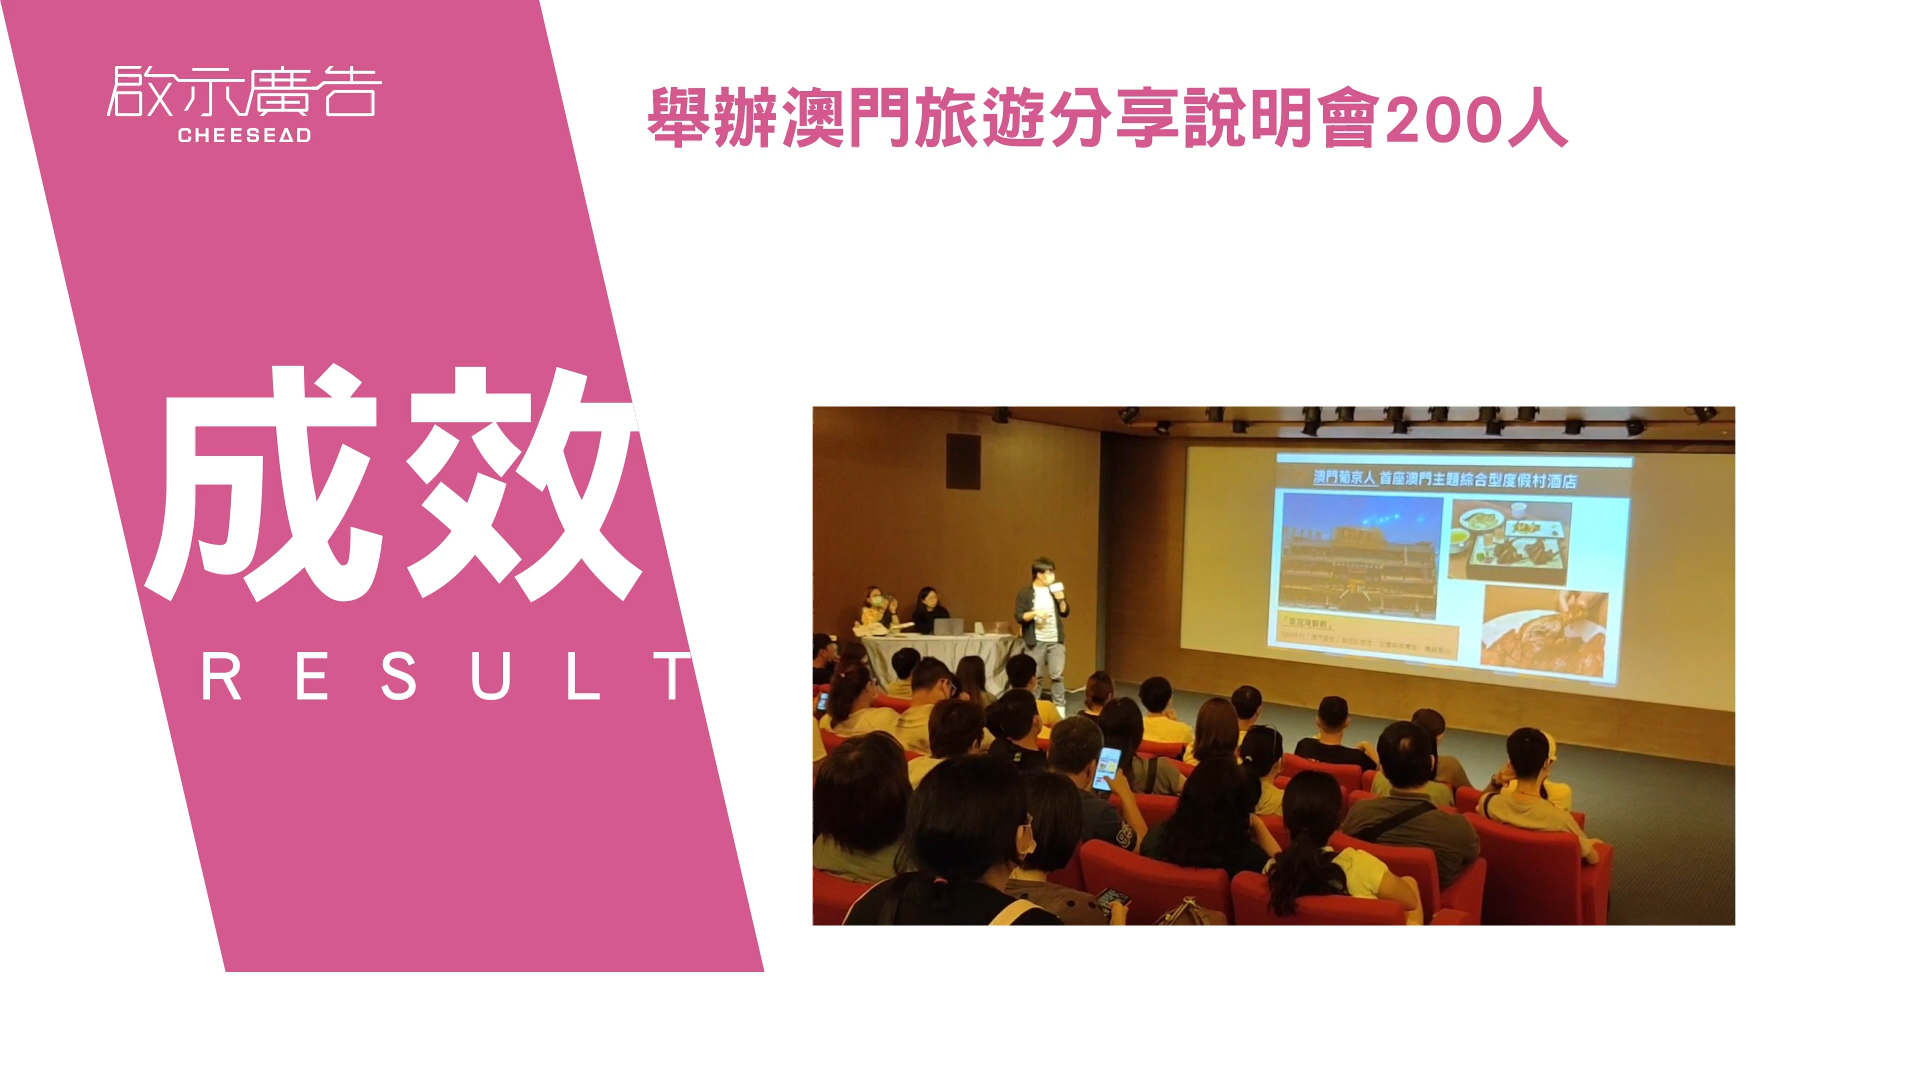 啟示廣告
CHEESEAD
舉辦澳門旅遊分享說明會200人
成效
RESULT
澳門葡京人 首座澳門主題綜合型度假村酒店